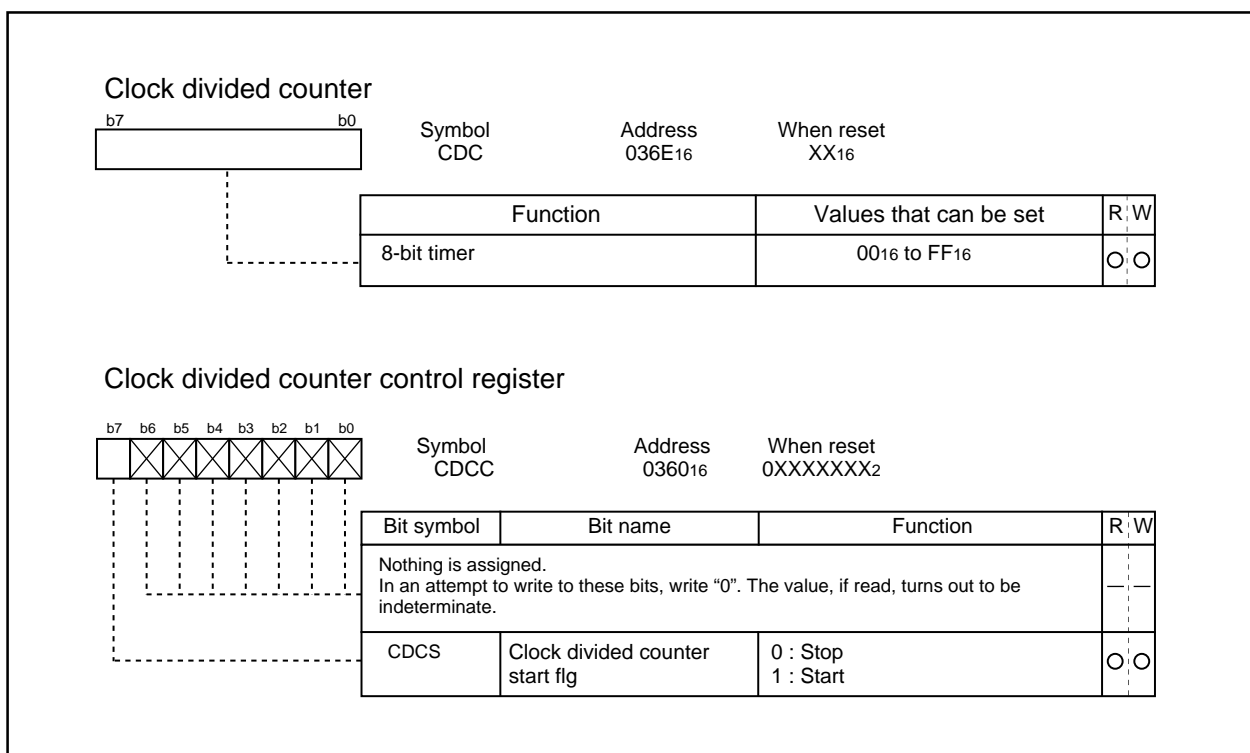 Clock divided counter
b7 b0
Symbol Address When reset
CDC 036E16 XX16
Function Values that can be set R W
8-bit timer 0016 to FF16
Clock divided counter control register
b7 b6 b5 b4 b3 b2 b1 b0
Symbol Address When reset
CDCC 036016 0XXXXXXX2
Bit symbol Bit name Function R W
Nothing is assigned.
In an attempt to write to these bits, write “0”. The value, if read, turns out to be
indeterminate.
— —
CDCS Clock divided counter 0 : Stop
start flg 1 : Start